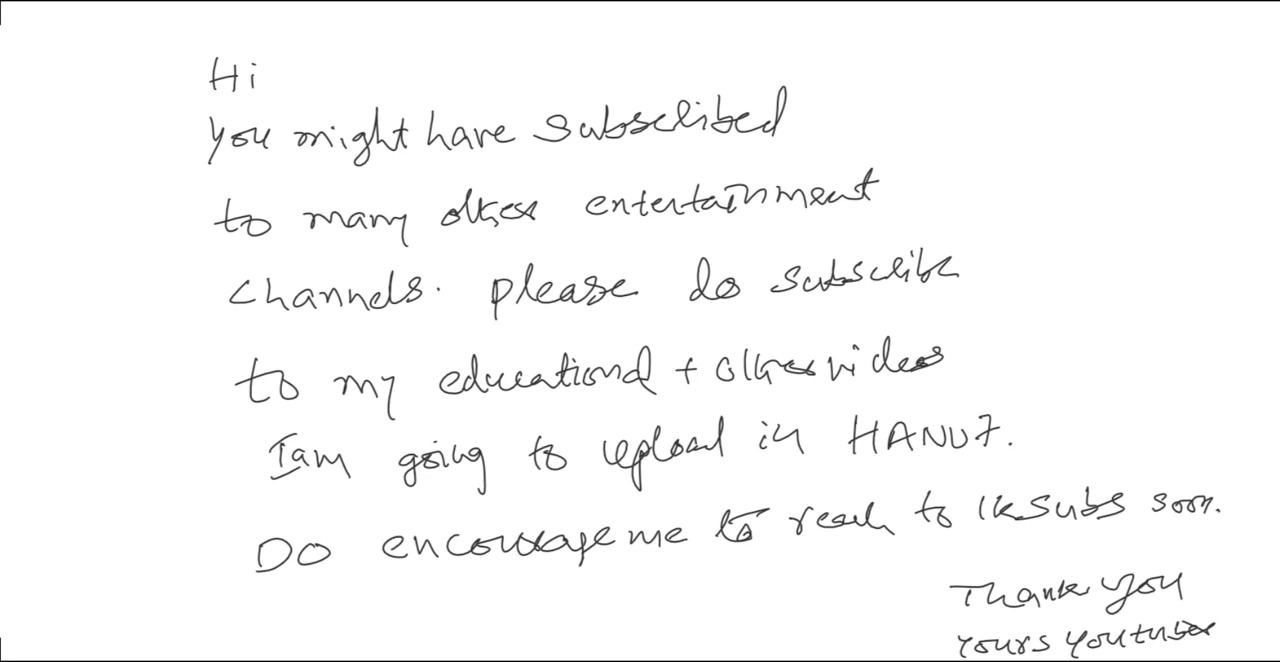 Hi
you might have subscribed
to many other entertainment
channels. please do subscribe
to my educational + other videos
I am going to upload in HANU7.
DO encourage me to reach to 1k subs soon.
Thank you
Yours Youtuber